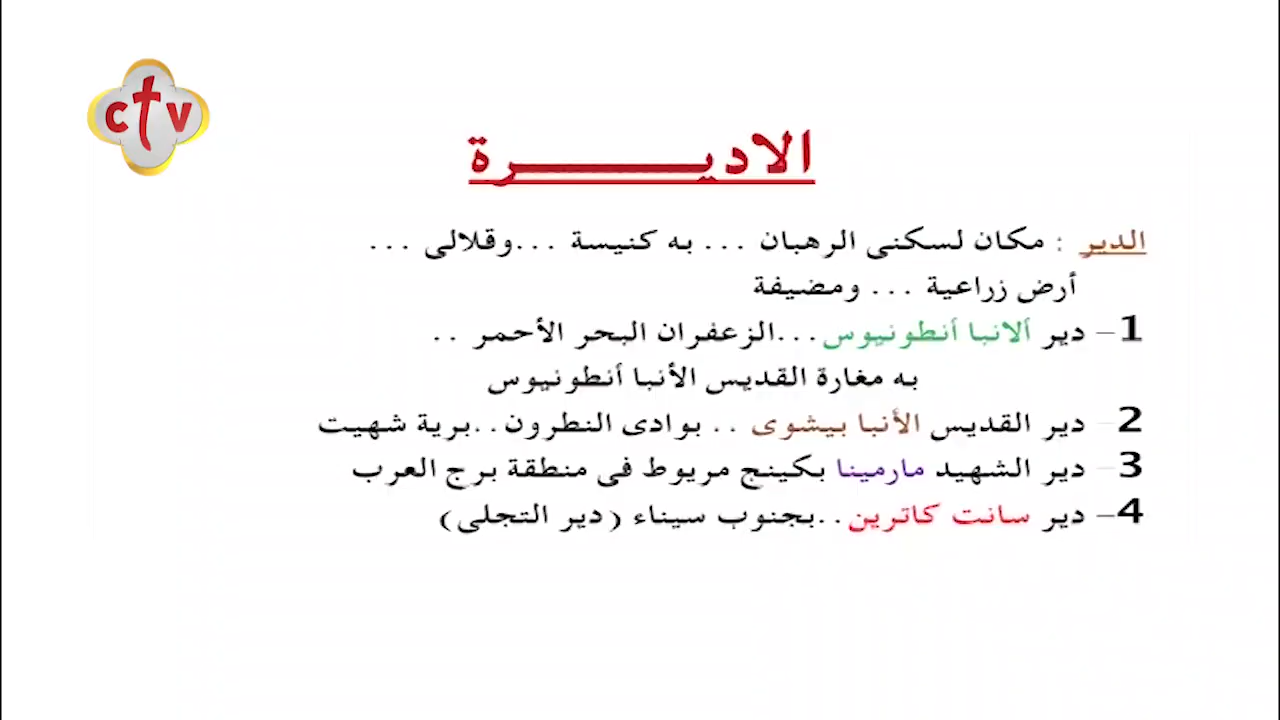 ctv
الاديـــــــــــرة
الدير : مكان لسكنى الرهبان ... به كنيسة ...وقلالى ...
أرض زراعية ... ومضيفة
1– دير ألانبا أنطونيوس...الزعفران البحر الأحمر ..
به مغارة القديس الأنبا أنطونيوس
2– دير القديس الأنبا بيشوى .. بوادى النطرون..برية شهيت
3– دير الشهيد مارمينا بكينج مريوط فى منطقة برج العرب
4– دير سانت كاترين..بجنوب سيناء (دير التجلى)